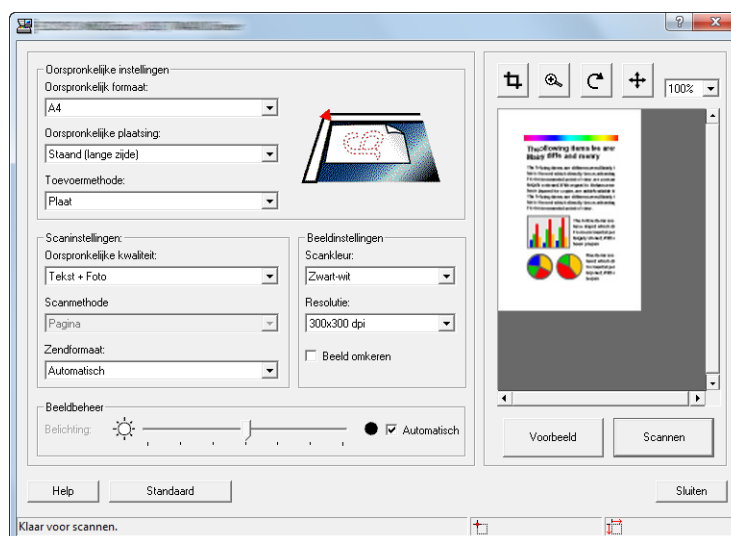 Oorspronkelijke instellingen
Oorspronkelijk formaat:
A4
Oorspronkelijke plaatsing:
Staand (lange zijde)
Toevoermethode:
Plaat
Scaninstellingen:
Oorspronkelijke kwaliteit:
Tekst + Foto
Scanmethode
Pagina
Zendformaat:
Automatisch
Beeldinstellingen
Scankleur:
Zwart-wit
Resolutie:
300x300 dpi
Beeld omkeren
Beeldbeheer
Belichting:
Automatisch
100%
Voorbeeld
Scannen
Help
Standaard
Sluiten
Klaar voor scannen.